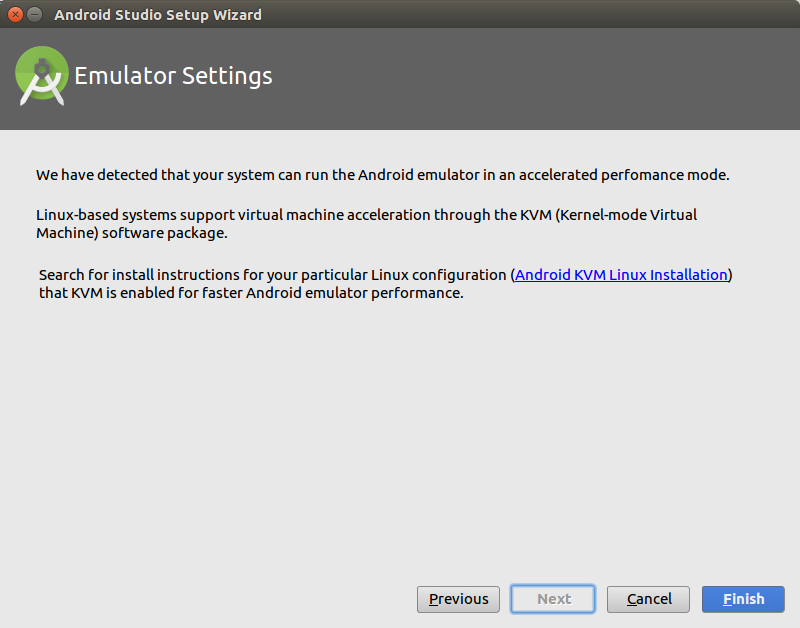 Android Studio Setup Wizard
Emulator Settings
We have detected that your system can run the Android emulator in an accelerated perfomance mode.
Linux-based systems support virtual machine acceleration through the KVM (Kernel-mode Virtual
Machine) software package.
Search for install instructions for your particular Linux configuration (Android KVM Linux Installation)
that KVM is enabled for faster Android emulator performance.
Previous Next Cancel Finish